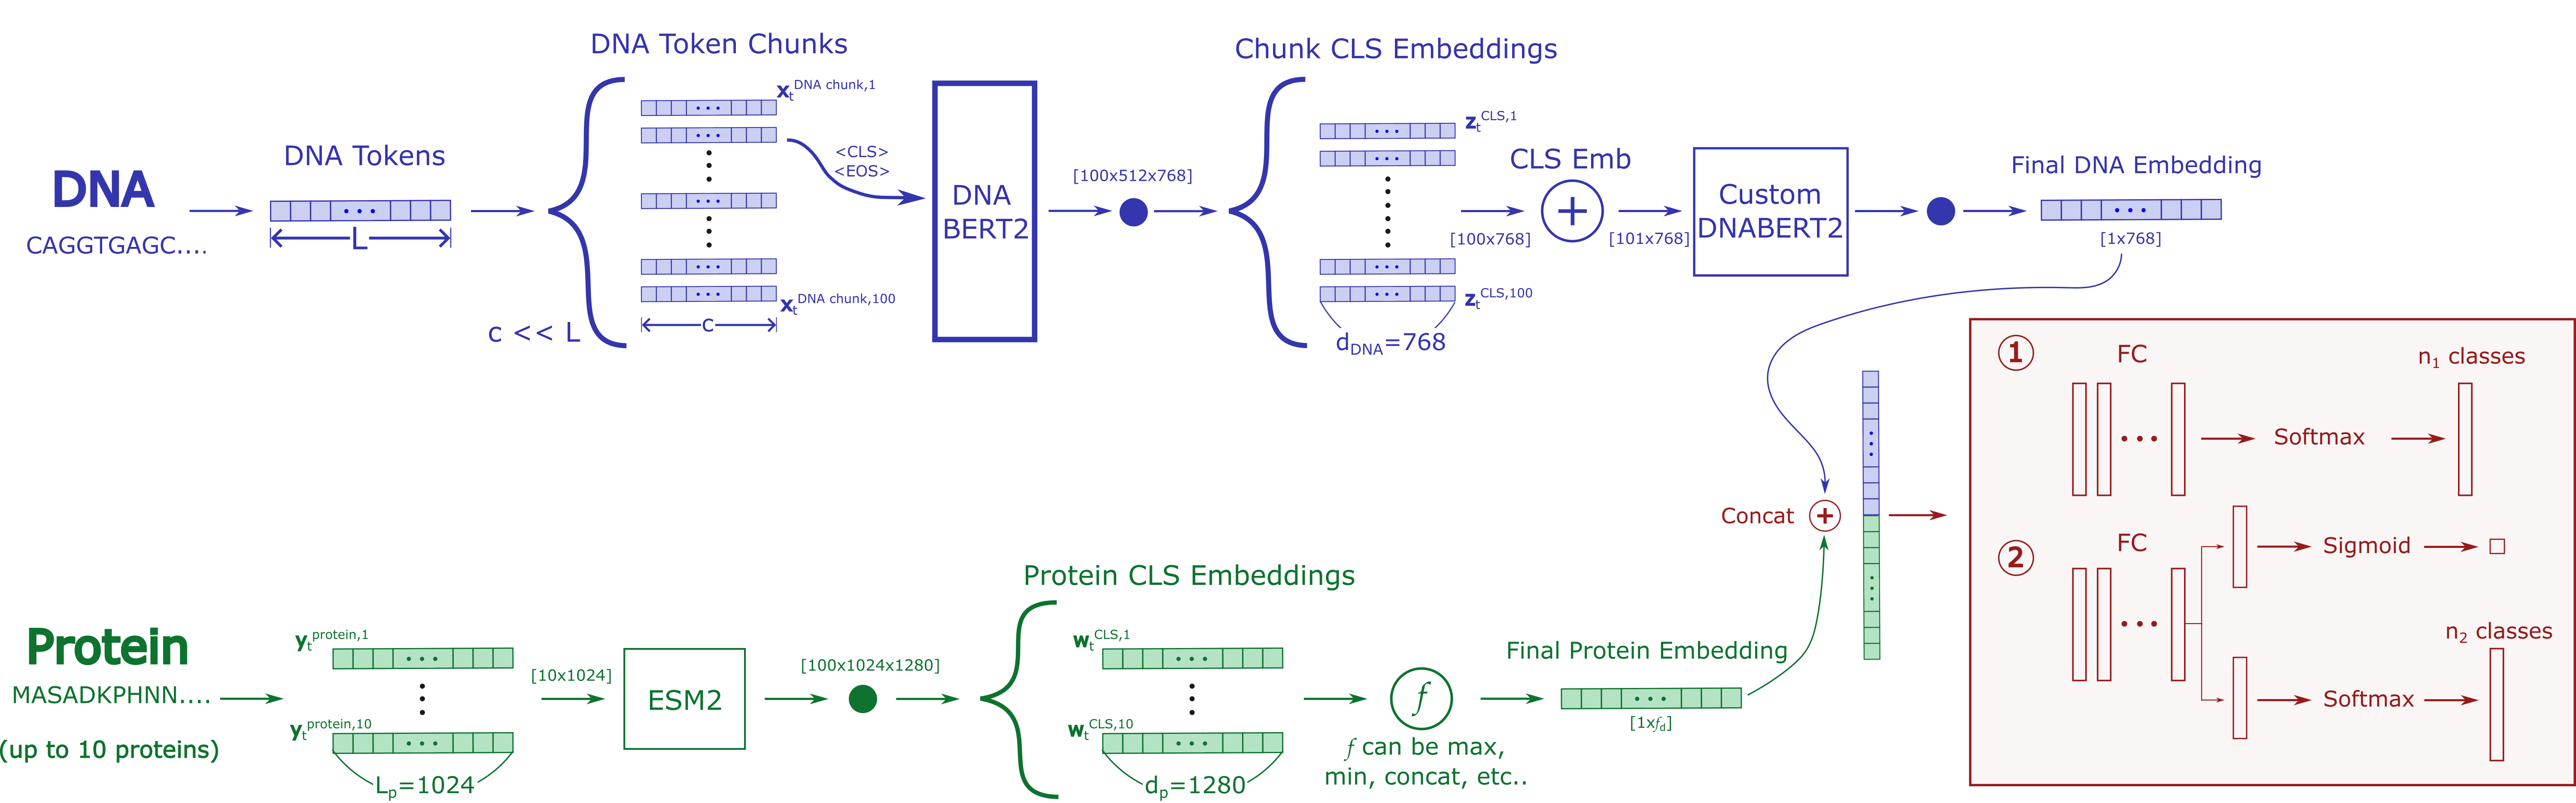 DNA
CAGGTGAGC....
DNA Tokens
L
DNA Token Chunks
x_t^DNA chunk,1
x_t^DNA chunk,100
c
c << L
<CLS>
<EOS>
DNA
BERT2
[100x512x768]
Chunk CLS Embeddings
z_t^CLS,1
z_t^CLS,100
d_DNA=768
[100x768]
CLS Emb
+
[101x768]
Custom
DNABERT2
Final DNA Embedding
[1x768]
Protein
MASADKPHNN....
(up to 10 proteins)
y_t^protein,1
y_t^protein,10
L_p=1024
[10x1024]
ESM2
[100x1024x1280]
Protein CLS Embeddings
w_t^CLS,1
w_t^CLS,10
d_p=1280
f
f can be max,
min, concat, etc..
Final Protein Embedding
[1xf_d]
Concat
+
1
FC
Softmax
n_1 classes
2
FC
Sigmoid
Softmax
n_2 classes